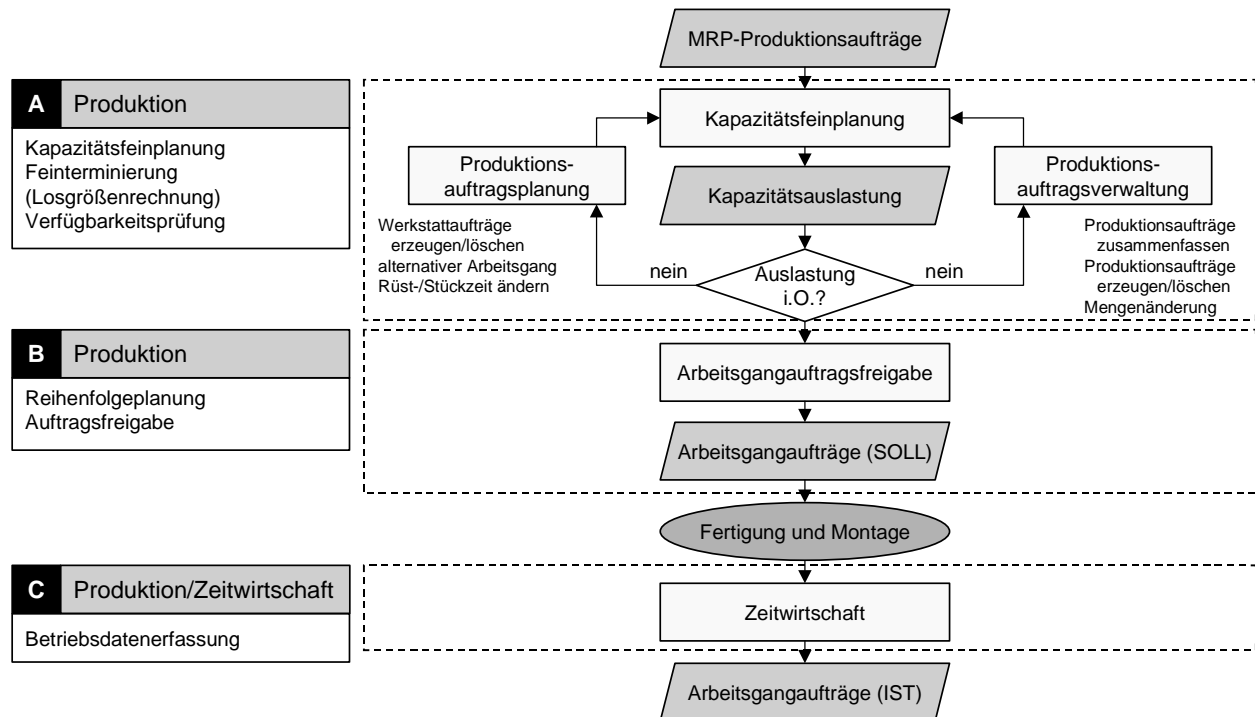 MRP-Produktionsaufträge
A Produktion
Kapazitätsfeinplanung
Feinterminierung
(Losgrößenrechnung)
Verfügbarkeitsprüfung
Kapazitätsfeinplanung
Produktions-
auftragsplanung
Kapazitätsauslastung
Produktions-
auftragsverwaltung
Werkstattaufträge
erzeugen/löschen
alternativer Arbeitsgang
Rüst-/Stückzeit ändern
nein
Auslastung
i.O.?
nein
Produktionsaufträge
zusammenfassen
Produktionsaufträge
erzeugen/löschen
Mengenänderung
B Produktion
Reihenfolgeplanung
Auftragsfreigabe
Arbeitsgangauftragsfreigabe
Arbeitsgangaufträge (SOLL)
Fertigung und Montage
C Produktion/Zeitwirtschaft
Betriebsdatenerfassung
Zeitwirtschaft
Arbeitsgangaufträge (IST)